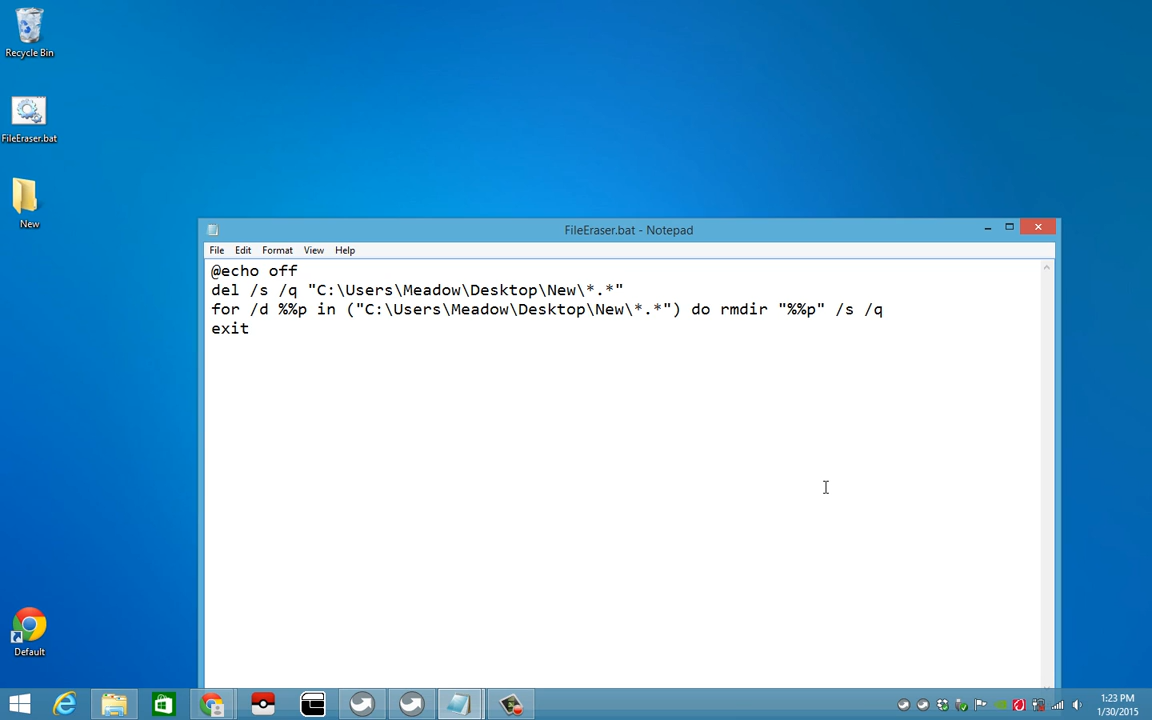 Recycle Bin
FileEraser.bat
New
FileEraser.bat - Notepad
File Edit Format View Help
@echo off
del /s /q "C:\Users\Meadow\Desktop\New\*.*"
for /d %%p in ("C:\Users\Meadow\Desktop\New\*.*") do rmdir "%%p" /s /q
exit
Default
1:23 PM
1/30/2015